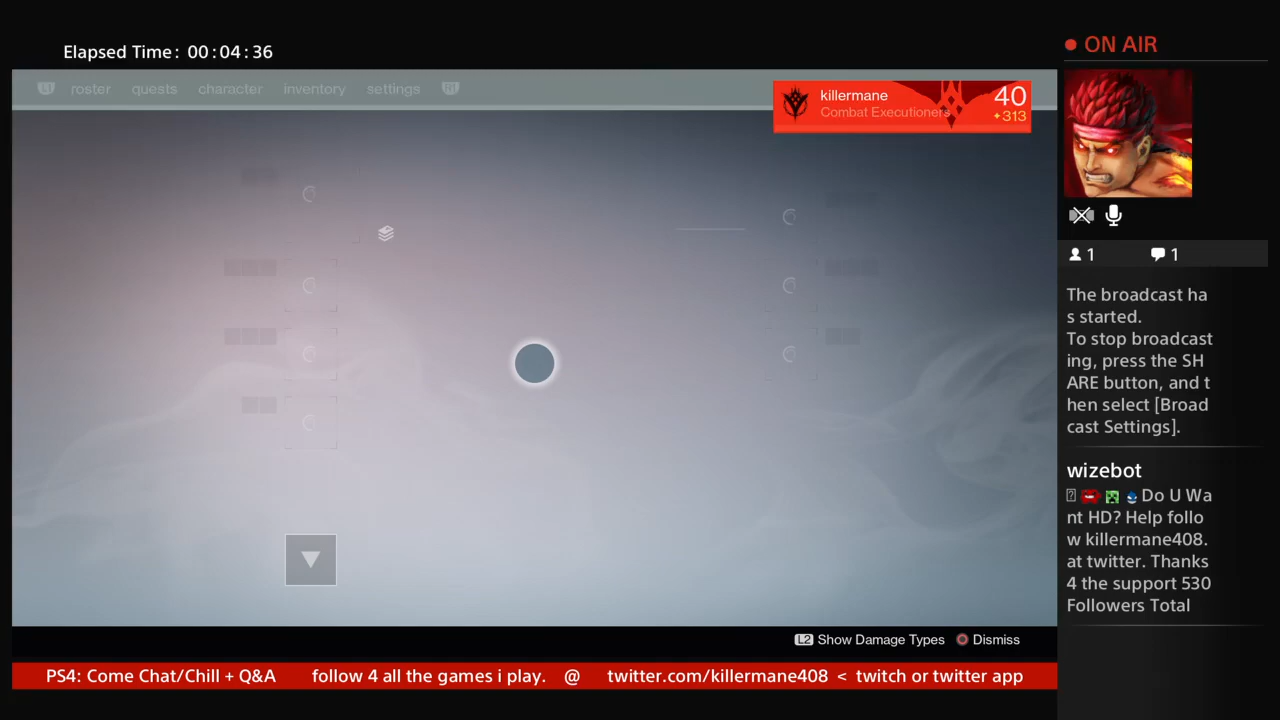 Elapsed Time: 00:04:36
ON AIR
L1 roster quests character inventory settings R1
killermane 40
Combat Executioners +313
1 1
The broadcast ha
s started.
To stop broadcast
ing, press the SH
ARE button, and t
hen select [Broad
cast Settings].
wizebot
Do U Wa
nt HD? Help follo
w killermane408.
at twitter. Thanks
4 the support 530
Followers Total
L2 Show Damage Types Dismiss
PS4: Come Chat/Chill + Q&A follow 4 all the games i play. @ twitter.com/killermane408 < twitch or twitter app